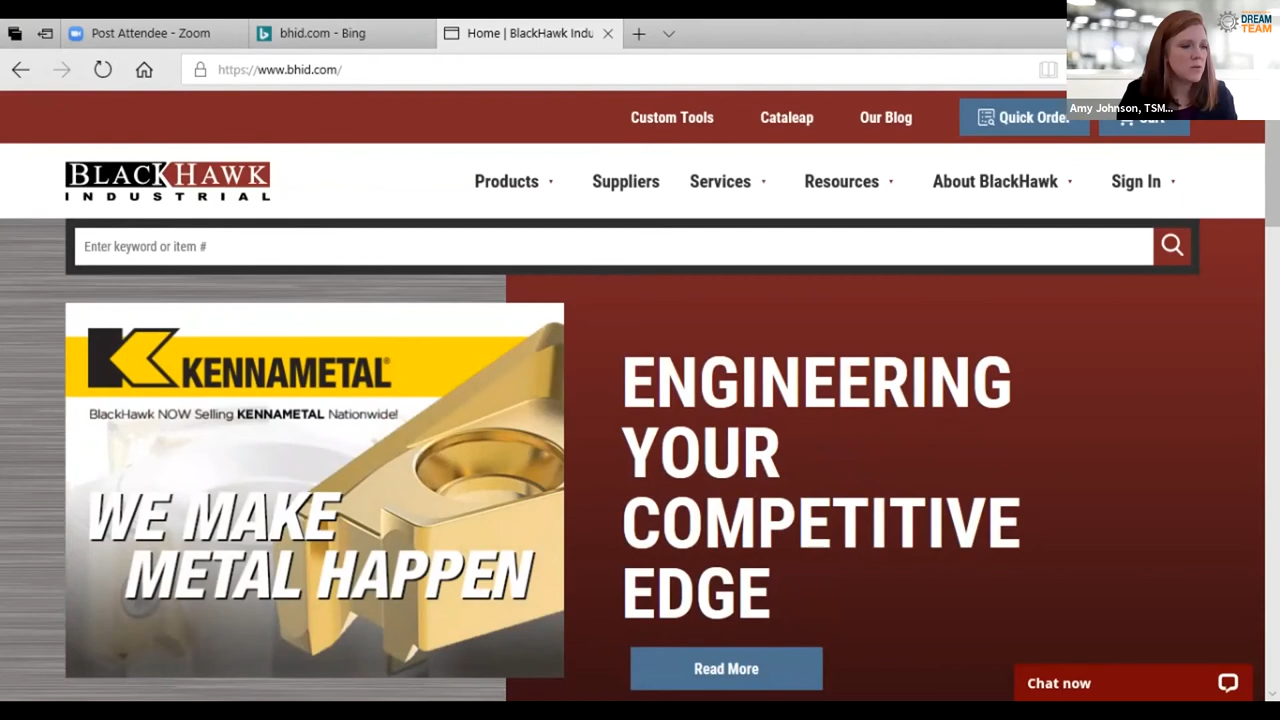 Post Attendee - Zoom
bhid.com - Bing
Home | BlackHawk Indu
https://www.bhid.com/
DREAM
TEAM
Amy Johnson, TSM...
Custom Tools
Cataleap
Our Blog
Quick Order
Cart
BLACKHAWK
INDUSTRIAL
Products
Suppliers
Services
Resources
About BlackHawk
Sign In
Enter keyword or item #
KENNAMETAL®
BlackHawk NOW Selling KENNAMETAL Nationwide!
WE MAKE
METAL HAPPEN
ENGINEERING
YOUR
COMPETITIVE
EDGE
Read More
Chat now